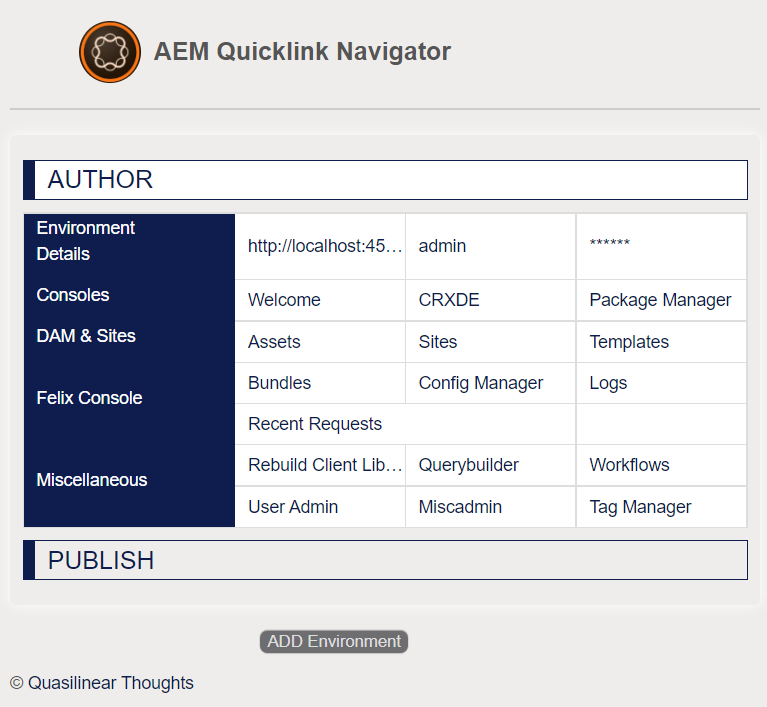 AEM Quicklink Navigator
AUTHOR
Environment
Details
http://localhost:45… admin ******
Consoles Welcome CRXDE Package Manager
DAM & Sites Assets Sites Templates
Felix Console
Bundles Config Manager Logs
Recent Requests
Miscellaneous
Rebuild Client Lib… Querybuilder Workflows
User Admin Miscadmin Tag Manager
PUBLISH
ADD Environment
© Quasilinear Thoughts